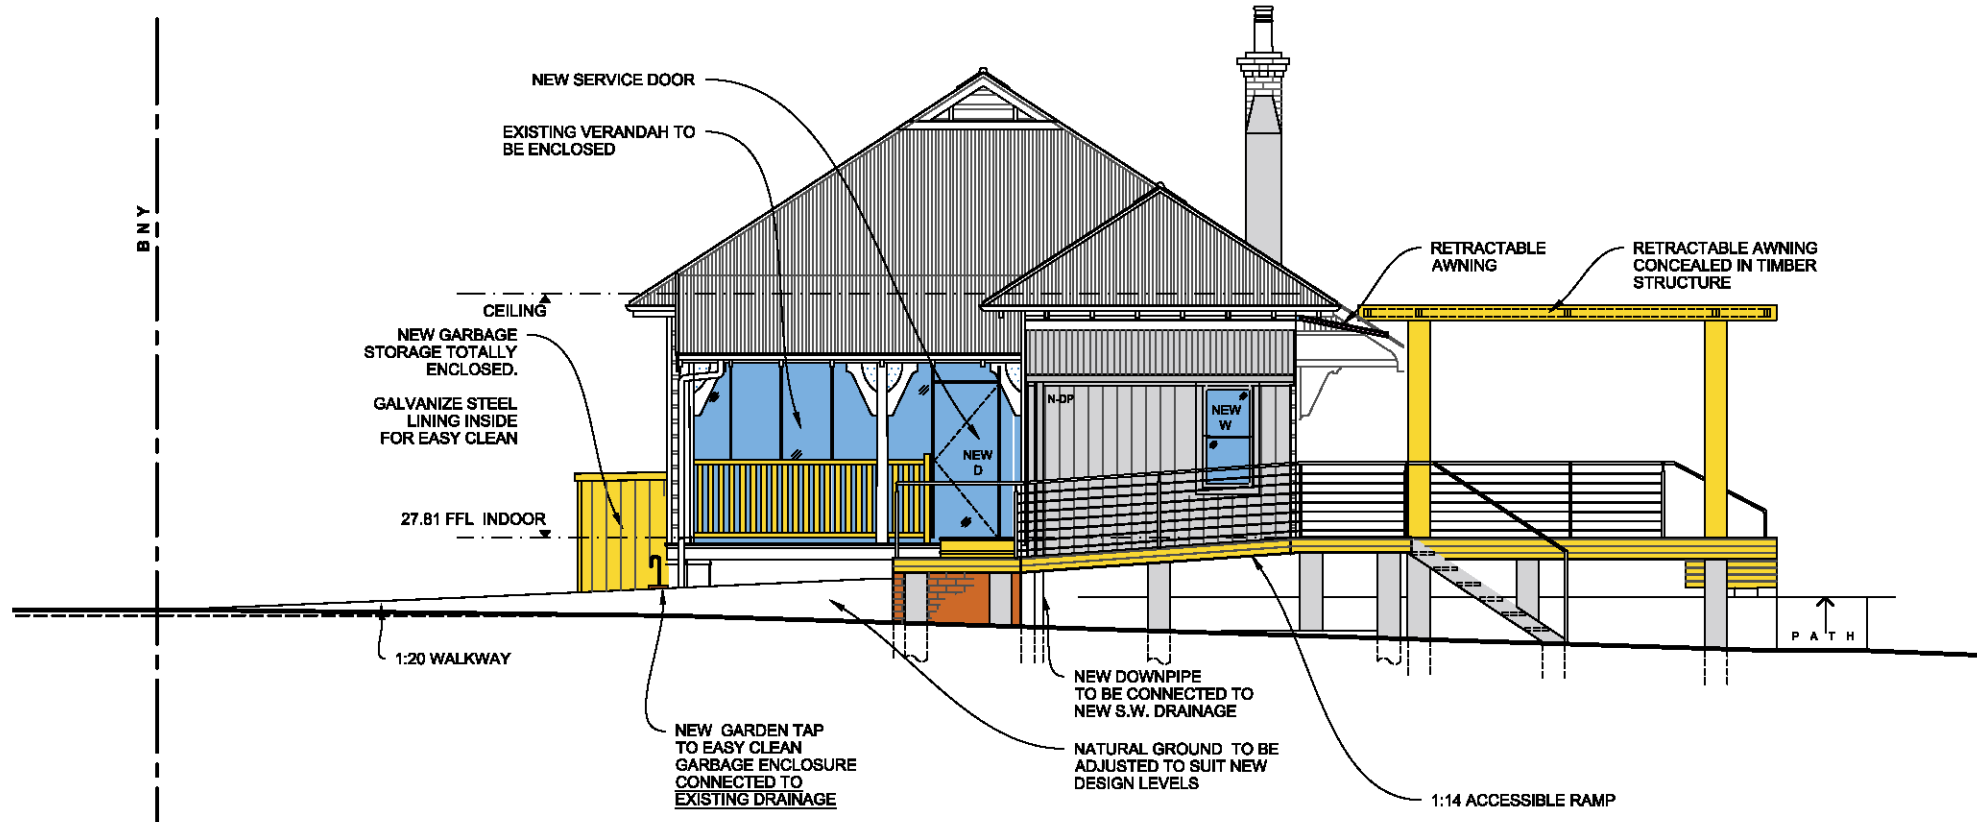 NEW SERVICE DOOR
EXISTING VERANDAH TO
BE ENCLOSED
BNY
CEILING
NEW GARBAGE
STORAGE TOTALLY
ENCLOSED.
GALVANIZE STEEL
LINING INSIDE
FOR EASY CLEAN
27.81 FFL INDOOR
RETRACTABLE
AWNING
RETRACTABLE AWNING
CONCEALED IN TIMBER
STRUCTURE
N-DP
NEW
W
NEW
D
PATH
1:20 WALKWAY
NEW GARDEN TAP
TO EASY CLEAN
GARBAGE ENCLOSURE
CONNECTED TO
EXISTING DRAINAGE
NEW DOWNPIPE
TO BE CONNECTED TO
NEW S.W. DRAINAGE
NATURAL GROUND TO BE
ADJUSTED TO SUIT NEW
DESIGN LEVELS
1:14 ACCESSIBLE RAMP